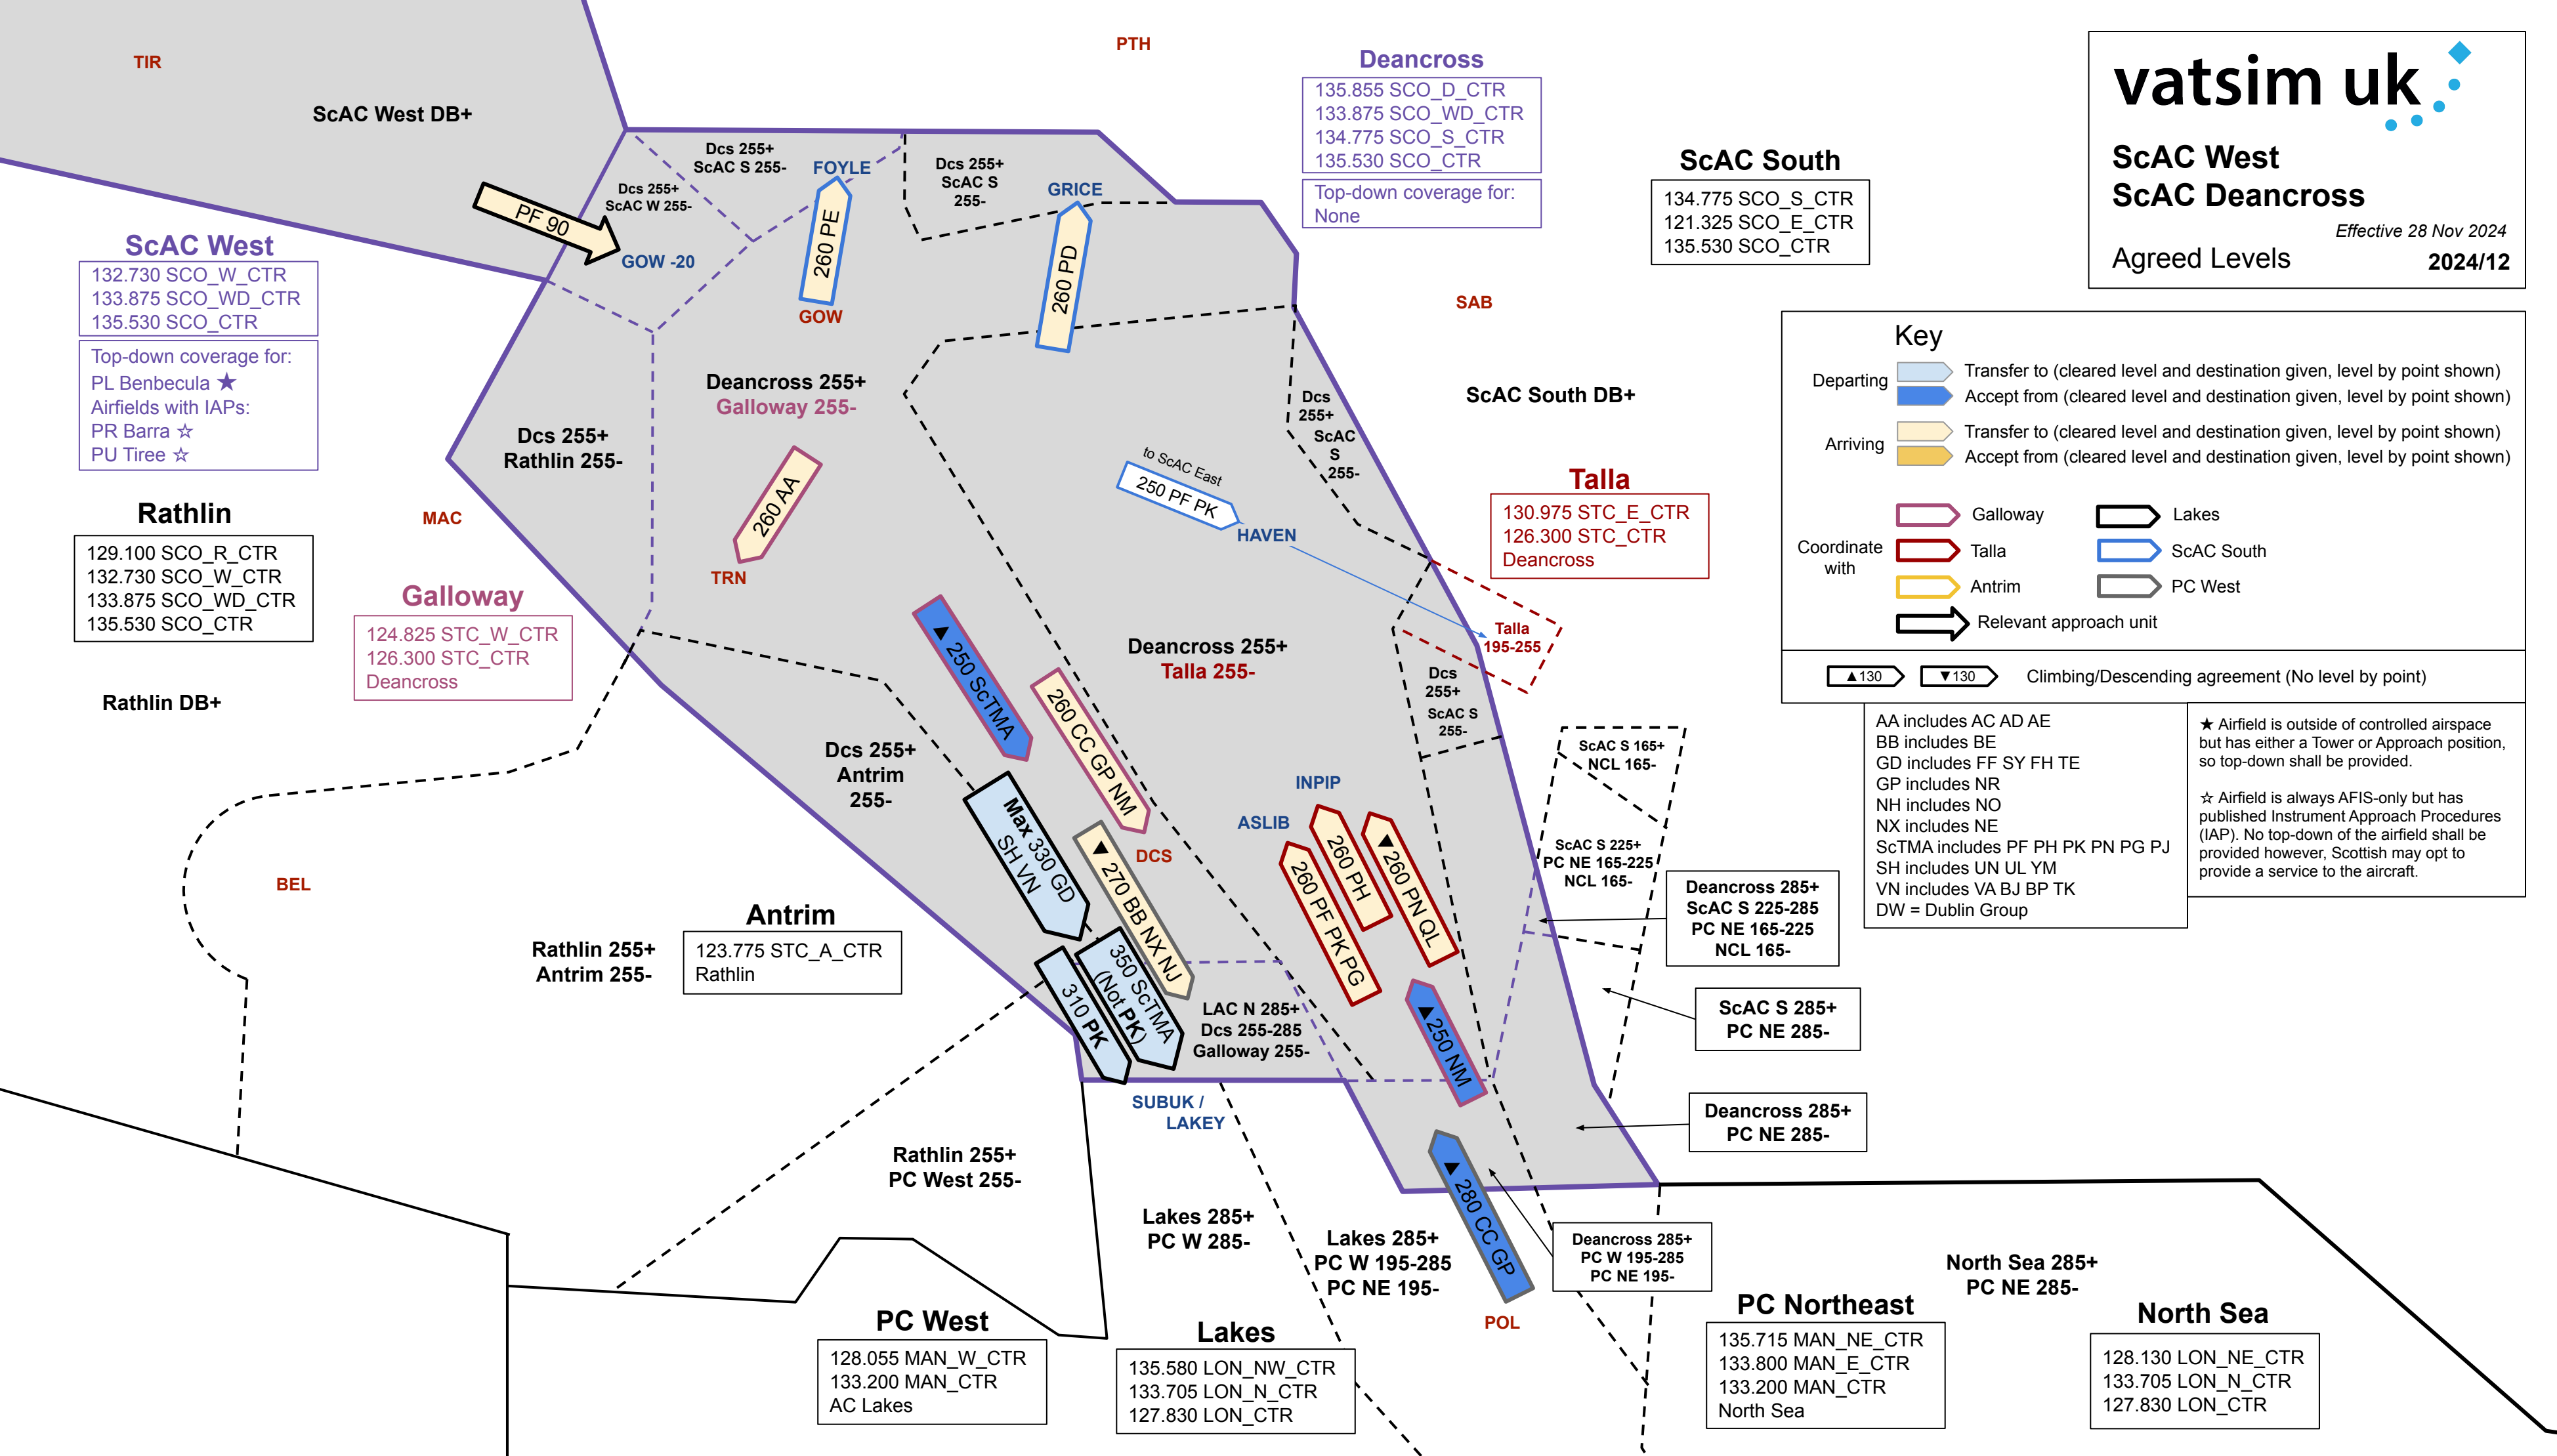 TIR
PTH
ScAC West DB+
Deancross
135.855 SCO_D_CTR
133.875 SCO_WD_CTR
134.775 SCO_S_CTR
135.530 SCO_CTR
Top-down coverage for:
None
vatsim uk
ScAC West
ScAC Deancross
Effective 28 Nov 2024
Agreed Levels
2024/12
ScAC South
134.775 SCO_S_CTR
121.325 SCO_E_CTR
135.530 SCO_CTR
Dcs 255+
ScAC S 255-
FOYLE
Dcs 255+
ScAC W 255-
Dcs 255+
ScAC S
255-
GRICE
PF 90
GOW -20
260 PE
GOW
260 PD
SAB
ScAC West
132.730 SCO_W_CTR
133.875 SCO_WD_CTR
135.530 SCO_CTR
Top-down coverage for:
PL Benbecula ★
Airfields with IAPs:
PR Barra ☆
PU Tiree ☆
Key
Departing
Transfer to (cleared level and destination given, level by point shown)
Accept from (cleared level and destination given, level by point shown)
Arriving
Transfer to (cleared level and destination given, level by point shown)
Accept from (cleared level and destination given, level by point shown)
Coordinate
with
Galloway
Lakes
Talla
ScAC South
Antrim
PC West
Relevant approach unit
▲130
▼130
Climbing/Descending agreement (No level by point)
AA includes AC AD AE
BB includes BE
GD includes FF SY FH TE
GP includes NR
NH includes NO
NX includes NE
ScTMA includes PF PH PK PN PG PJ
SH includes UN UL YM
VN includes VA BJ BP TK
DW = Dublin Group
★ Airfield is outside of controlled airspace
but has either a Tower or Approach position,
so top-down shall be provided.
☆ Airfield is always AFIS-only but has
published Instrument Approach Procedures
(IAP). No top-down of the airfield shall be
provided however, Scottish may opt to
provide a service to the aircraft.
Deancross 255+
Galloway 255-
Dcs 255+
Rathlin 255-
ScAC South DB+
Dcs
255+
ScAC
S
255-
to ScAC East
250 PF PK
HAVEN
260 AA
TRN
MAC
Talla
130.975 STC_E_CTR
126.300 STC_CTR
Deancross
Rathlin
129.100 SCO_R_CTR
132.730 SCO_W_CTR
133.875 SCO_WD_CTR
135.530 SCO_CTR
Galloway
124.825 STC_W_CTR
126.300 STC_CTR
Deancross
Rathlin DB+
Talla
195-255
Deancross 255+
Talla 255-
▲ 250 ScTMA
260 CC GP NM
Dcs
255+
ScAC S
255-
Dcs 255+
Antrim
255-
Max 330 GD
SH VN
▲ 270 BB NX NJ
DCS
INPIP
ASLIB
260 PF PK PG
260 PH
▲ 260 PN QL
ScAC S 165+
NCL 165-
ScAC S 225+
PC NE 165-225
NCL 165-
Deancross 285+
ScAC S 225-285
PC NE 165-225
NCL 165-
BEL
Antrim
123.775 STC_A_CTR
Rathlin
Rathlin 255+
Antrim 255-
310 PK
350 ScTMA
(Not PK)
LAC N 285+
Dcs 255-285
Galloway 255-
▲250 NM
ScAC S 285+
PC NE 285-
SUBUK /
LAKEY
Deancross 285+
PC NE 285-
Rathlin 255+
PC West 255-
Lakes 285+
PC W 285-
Lakes 285+
PC W 195-285
PC NE 195-
▲ 280 CC GP
POL
Deancross 285+
PC W 195-285
PC NE 195-
North Sea 285+
PC NE 285-
PC West
128.055 MAN_W_CTR
133.200 MAN_CTR
AC Lakes
Lakes
135.580 LON_NW_CTR
133.705 LON_N_CTR
127.830 LON_CTR
PC Northeast
135.715 MAN_NE_CTR
133.800 MAN_E_CTR
133.200 MAN_CTR
North Sea
North Sea
128.130 LON_NE_CTR
133.705 LON_N_CTR
127.830 LON_CTR